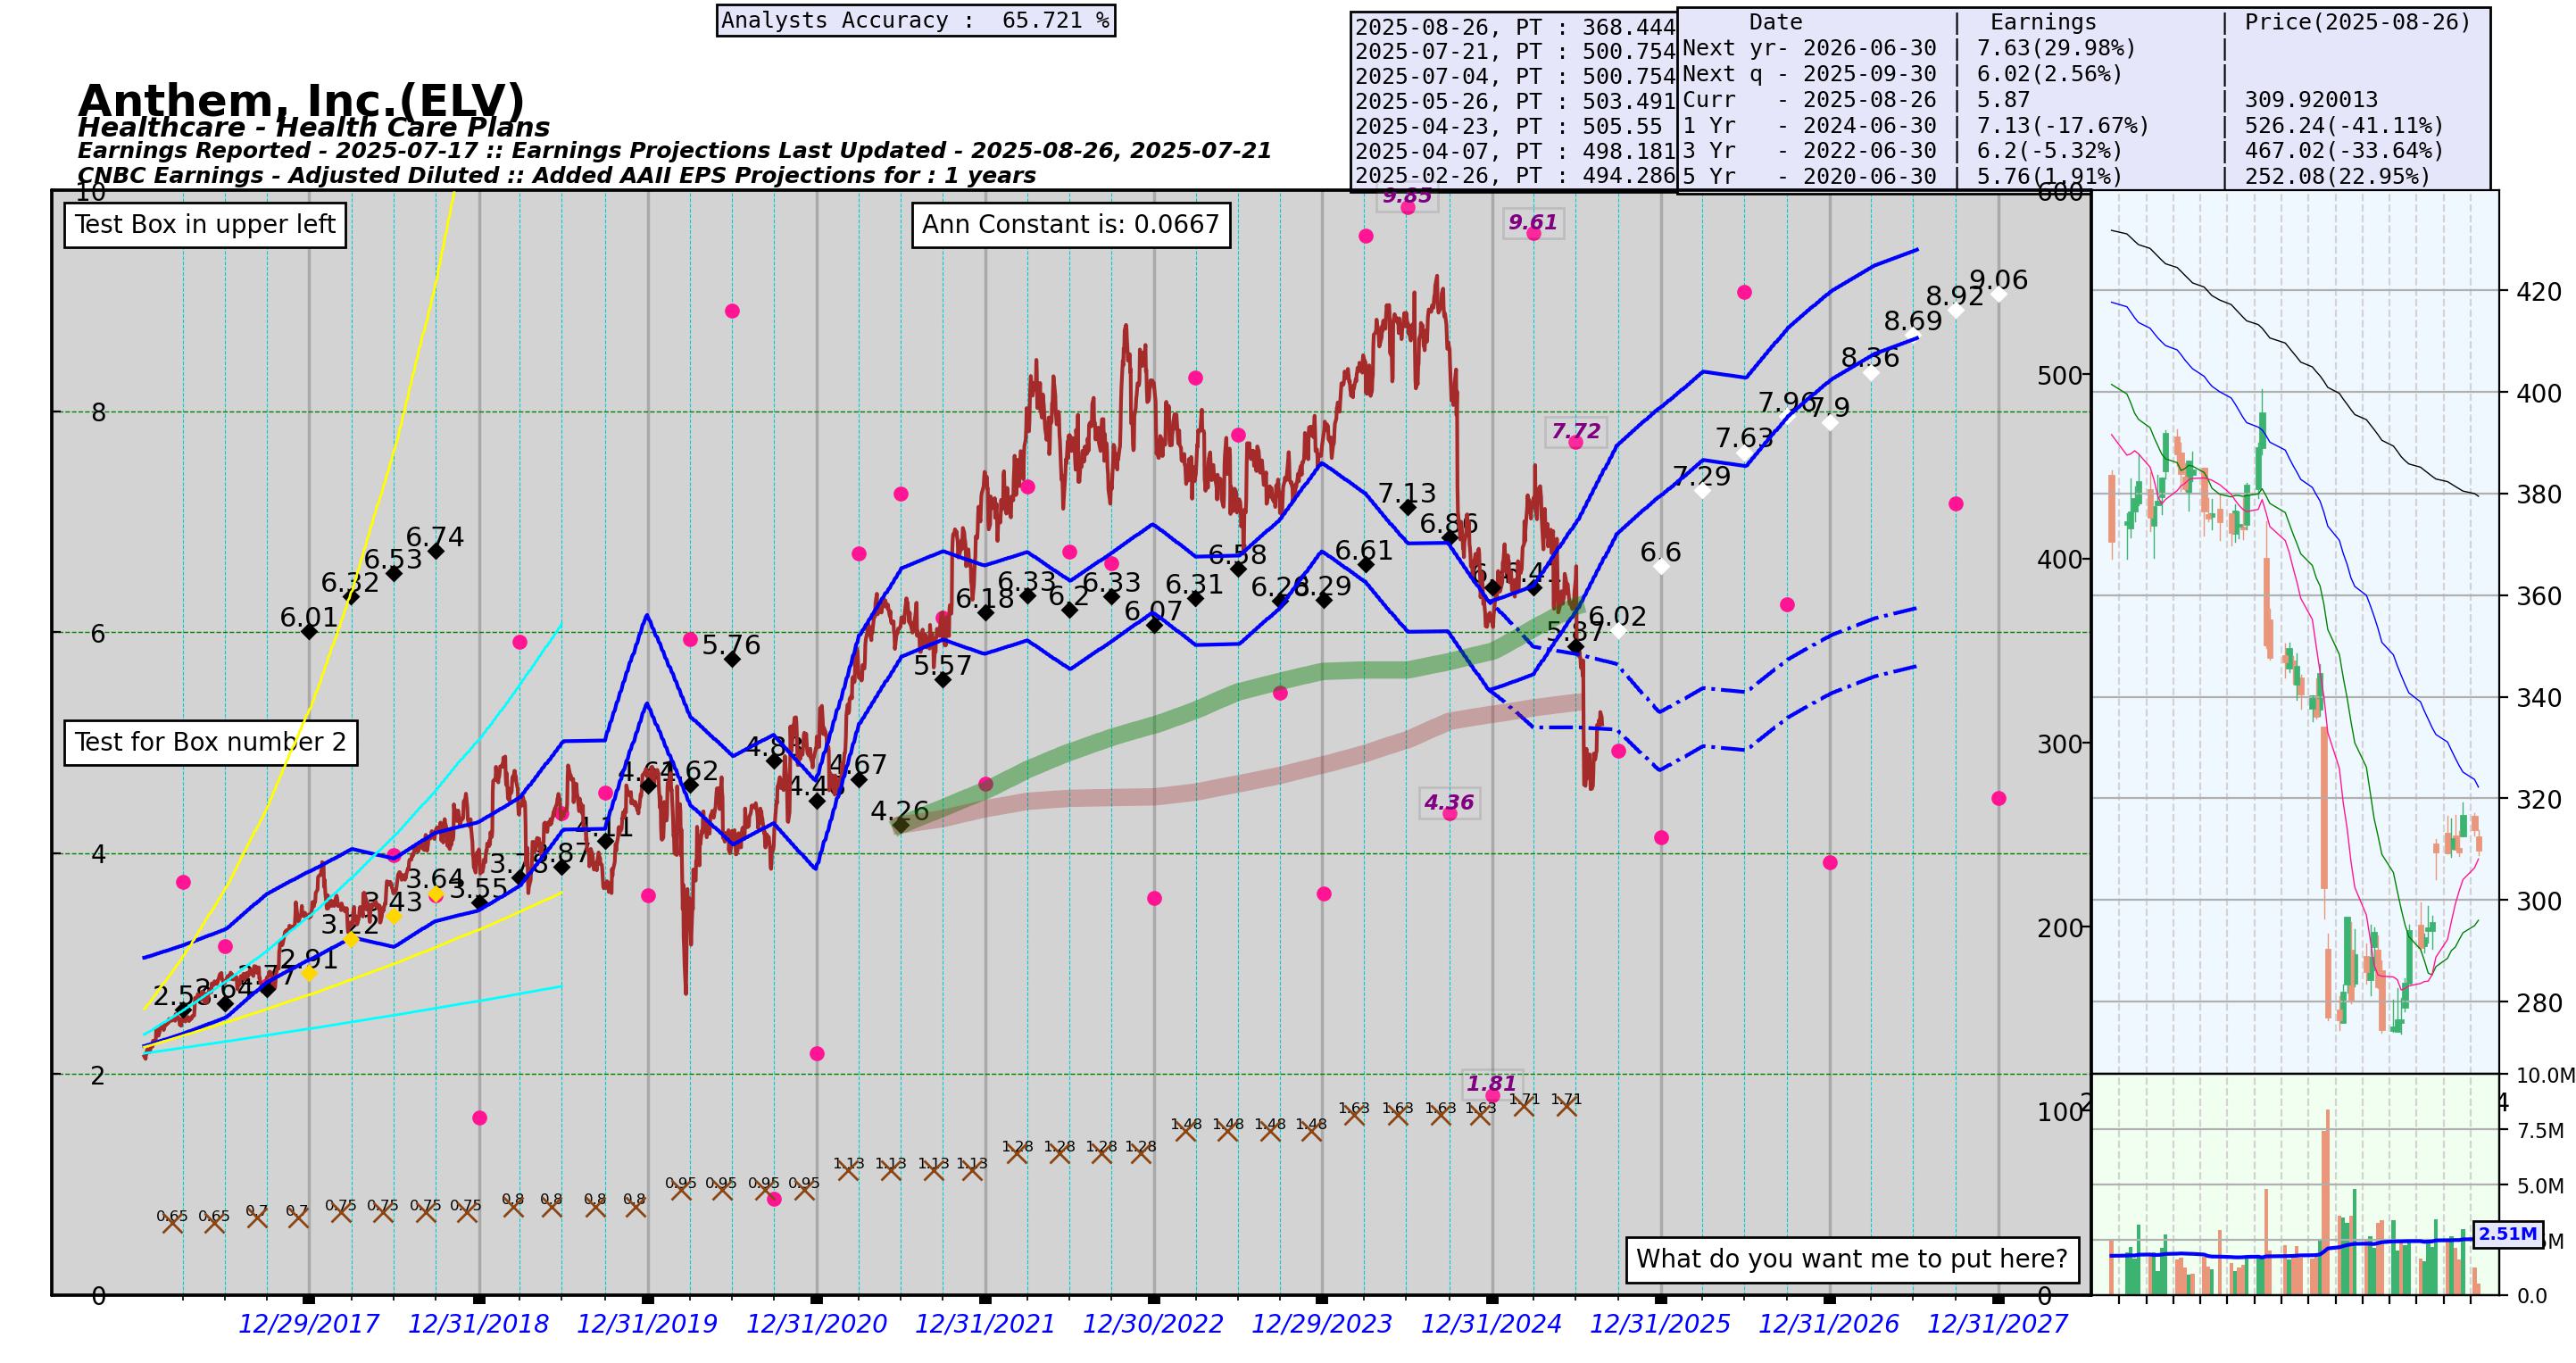 Analysts Accuracy :  65.721 %
2025-08-26, PT : 368.444
2025-07-21, PT : 500.754
2025-07-04, PT : 500.754
2025-05-26, PT : 503.491
2025-04-23, PT : 505.55
2025-04-07, PT : 498.181
2025-02-26, PT : 494.286
Date | Earnings | Price(2025-08-26)
Next yr- 2026-06-30 | 7.63(29.98%) |
Next q - 2025-09-30 | 6.02(2.56%) |
Curr - 2025-08-26 | 5.87 | 309.920013
1 Yr - 2024-06-30 | 7.13(-17.67%) | 526.24(-41.11%)
3 Yr - 2022-06-30 | 6.2(-5.32%) | 467.02(-33.64%)
5 Yr - 2020-06-30 | 5.76(1.91%) | 252.08(22.95%)
Anthem, Inc.(ELV)
Healthcare - Health Care Plans
Earnings Reported - 2025-07-17 :: Earnings Projections Last Updated - 2025-08-26, 2025-07-21
CNBC Earnings - Adjusted Diluted :: Added AAII EPS Projections for : 1 years
Test Box in upper left
Ann Constant is: 0.0667
Test for Box number 2
What do you want me to put here?
10
8
6
4
2
0
600
500
400
300
200
100
0
420
400
380
360
340
320
300
280
10.0M
7.5M
5.0M
2.51M
0.0
9.85
9.61
7.72
4.36
1.81
6.01
6.32
6.53
6.74
2.91
3.22
3.43
3.64
3.55
4.11
4.62
5.76
4.67
4.26
5.57
6.18
6.33
6.2
6.33
6.07
6.31
6.58
6.29
6.61
7.13
6.86
5.87
6.02
6.6
7.29
7.63
7.96
7.9
8.36
8.69
8.92
9.06
0.65 0.65 0.7 0.7 0.75 0.75 0.75 0.75 0.8 0.8 0.8 0.8 0.95 0.95 0.95 0.95 1.13 1.13 1.13 1.13 1.28 1.28 1.28 1.28 1.48 1.48 1.48 1.48 1.63 1.63 1.63 1.63 1.71 1.71
12/29/2017 12/31/2018 12/31/2019 12/31/2020 12/31/2021 12/30/2022 12/29/2023 12/31/2024 12/31/2025 12/31/2026 12/31/2027